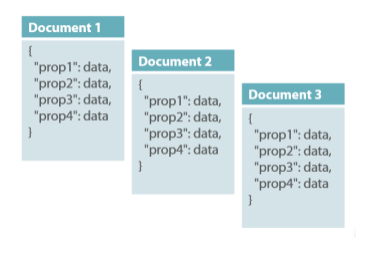 Document 1
{
"prop1": data,
"prop2": data,
"prop3": data,
"prop4": data
}
Document 2
{
"prop1": data,
"prop2": data,
"prop3": data,
"prop4": data
}
Document 3
{
"prop1": data,
"prop2": data,
"prop3": data,
"prop4": data
}